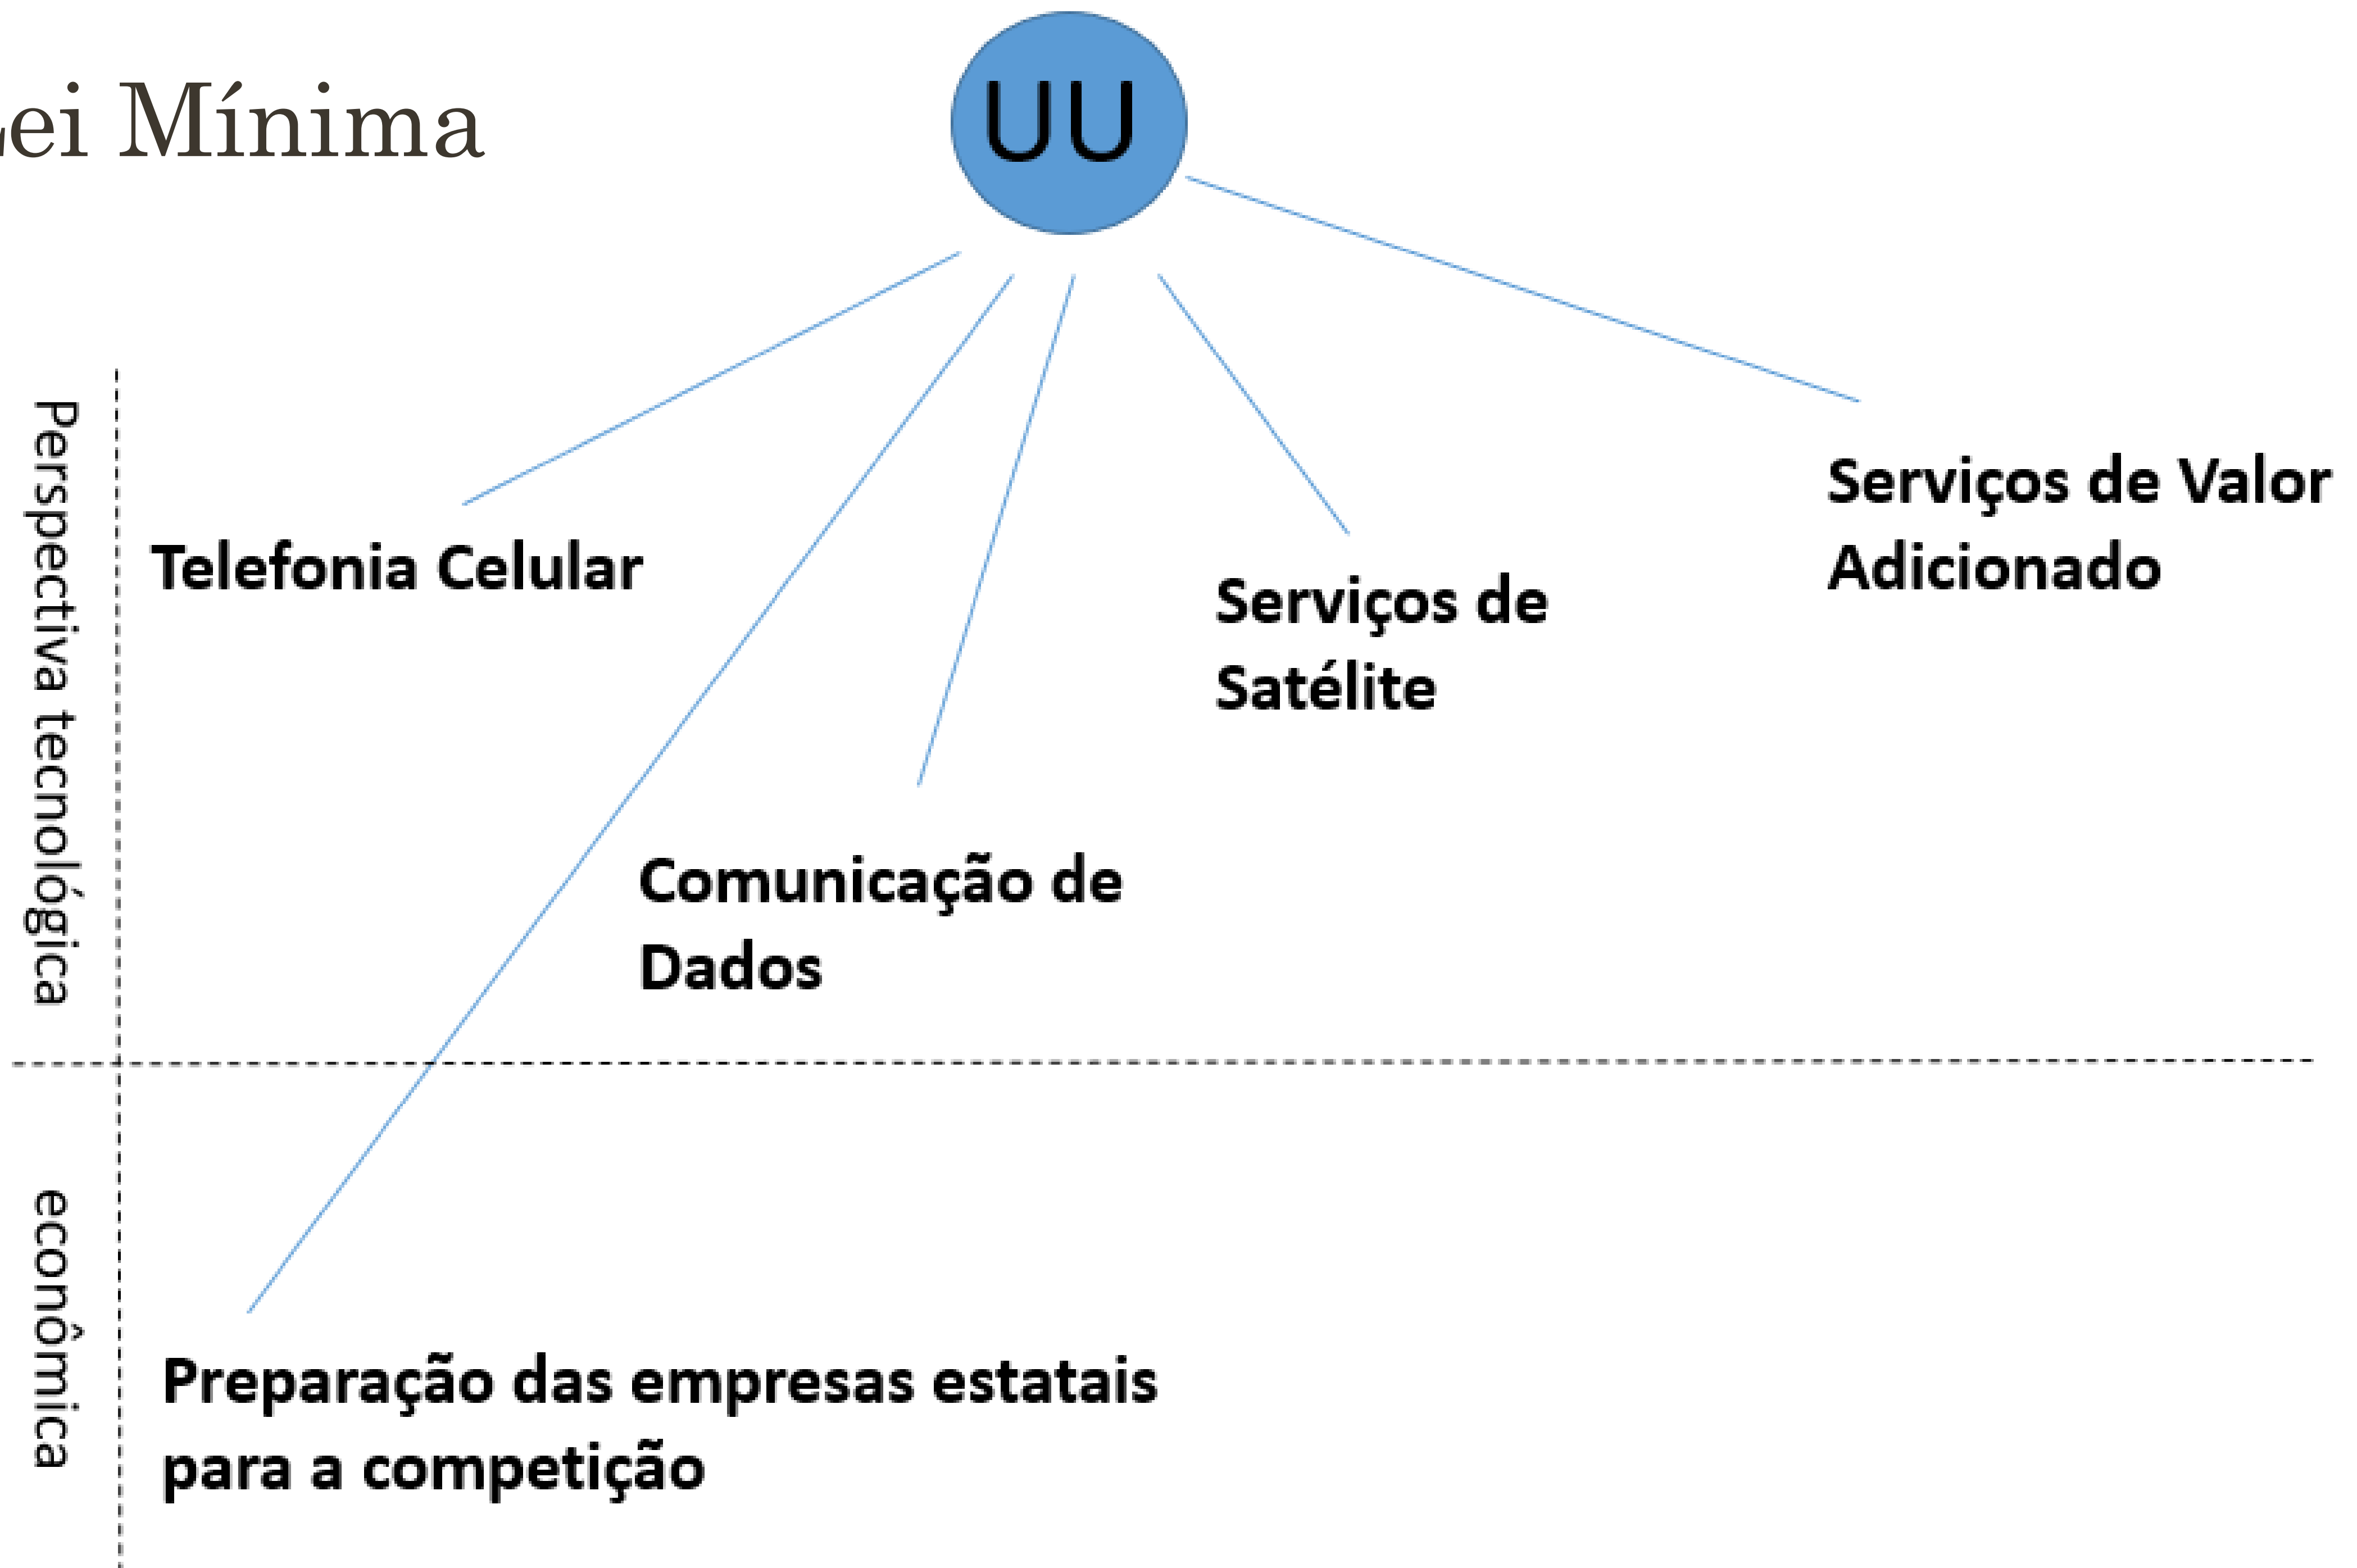 ei Mínima
UU
Perspectiva tecnológica
Telefonia Celular
Serviços de Valor
Adicionado
Serviços de
Satélite
Comunicação de
Dados
econômica
Preparação das empresas estatais
para a competição